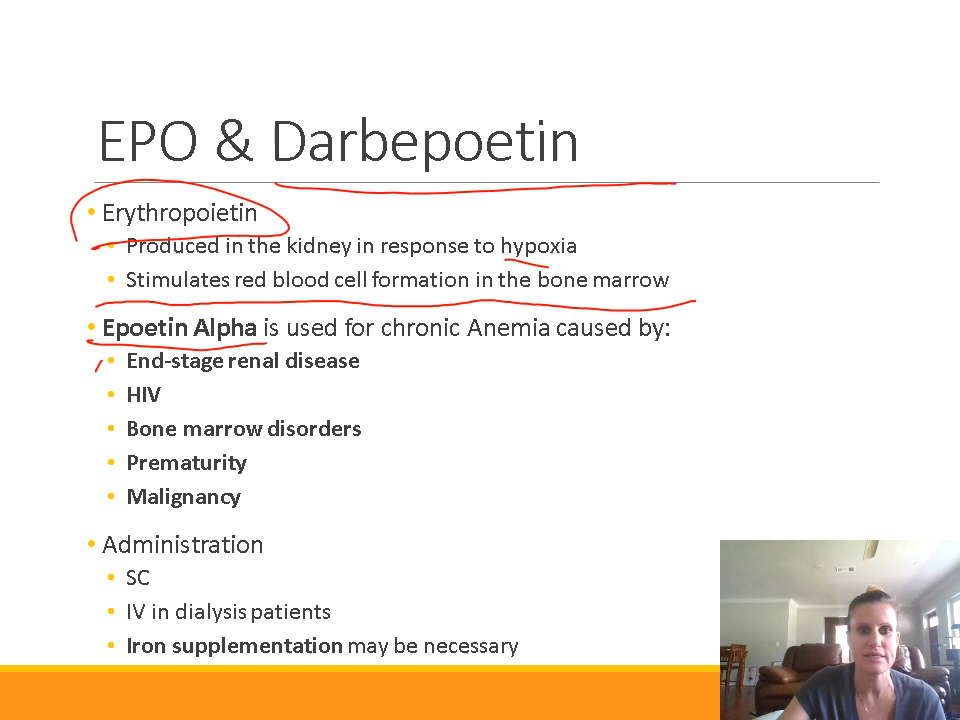 EPO & Darbepoetin
• Erythropoietin
• Produced in the kidney in response to hypoxia
• Stimulates red blood cell formation in the bone marrow
• Epoetin Alpha is used for chronic Anemia caused by:
• End-stage renal disease
• HIV
• Bone marrow disorders
• Prematurity
• Malignancy
• Administration
• SC
• IV in dialysis patients
• Iron supplementation may be necessary